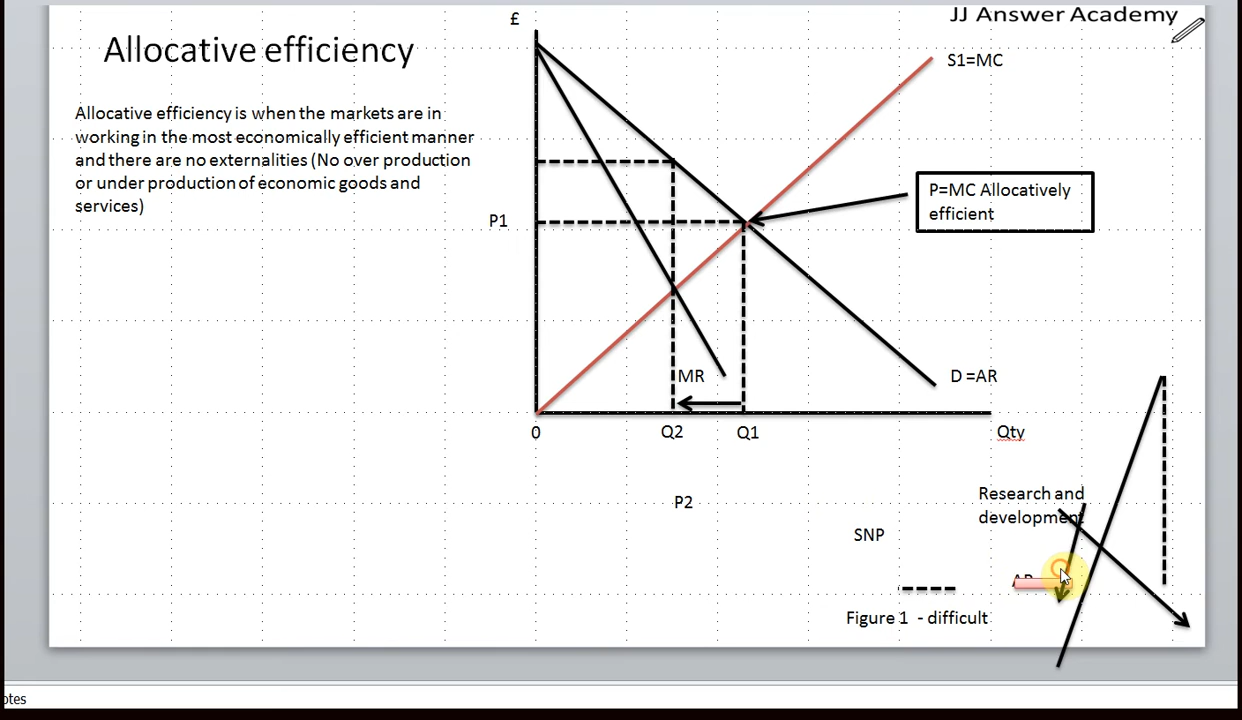 JJ Answer Academy
£
Allocative efficiency
S1=MC
Allocative efficiency is when the markets are in
working in the most economically efficient manner
and there are no externalities (No over production
or under production of economic goods and
services)
P=MC Allocatively
efficient
P1
MR
D =AR
0
Q2
Q1
Qty
Research and
development
P2
SNP
Figure 1 - difficult
otes